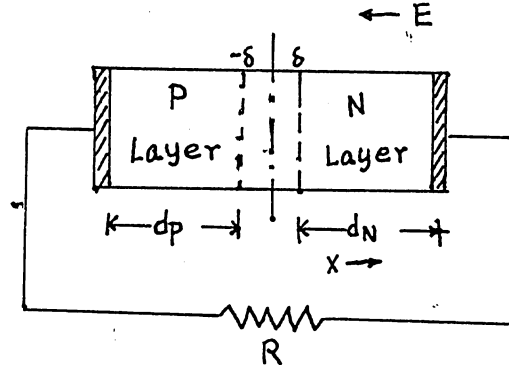 ← E
-δ δ
P Layer
N Layer
dp
dN
x →
R